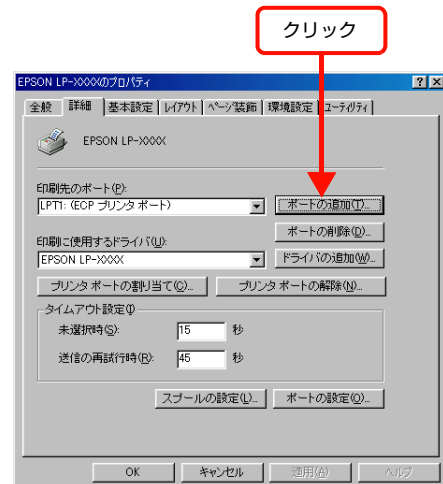 クリック
EPSON LP-XXXXのプロパティ
全般 詳細 基本設定 レイアウト ページ装飾 環境設定 ユーティリティ
EPSON LP-XXXX
印刷先のポート(P):
LPT1: (ECP プリンタ ポート)
ポートの追加(T)...
ポートの削除(D)...
印刷に使用するドライバ(U):
EPSON LP-XXXX
ドライバの追加(W)...
プリンタ ポートの割り当て(C)...
プリンタ ポートの解除(N)...
タイムアウト設定
未選択時(S): 15 秒
送信の再試行時(R): 45 秒
スプールの設定(L)...
ポートの設定(O)...
OK キャンセル 適用(A) ヘルプ